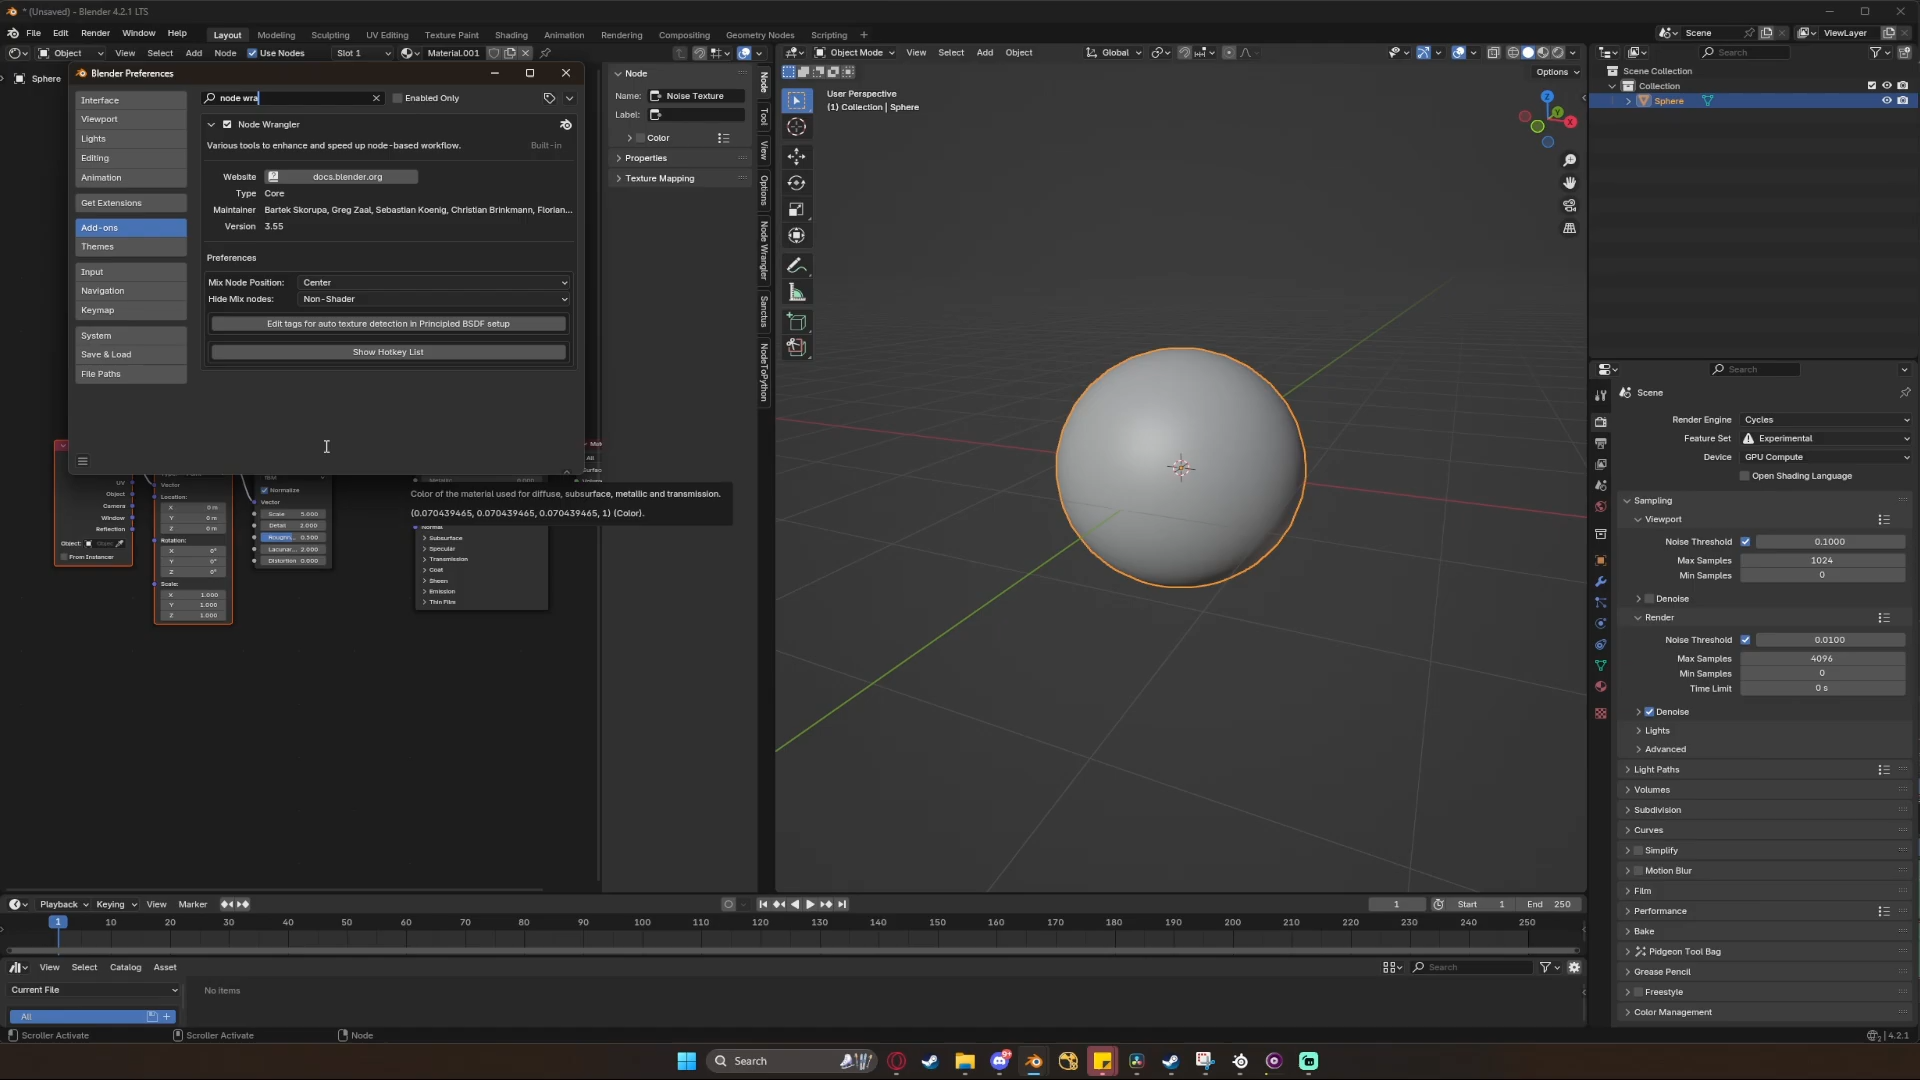 * (Unsaved) - Blender 4.2.1 LTS
File Edit Render Window Help
Layout Modeling Sculpting UV Editing Texture Paint Shading Animation Rendering Compositing Geometry Nodes Scripting +
Scene ViewLayer
Object View Select Add Node Use Nodes Slot 1 Material.001
Object Mode View Select Add Object Global
Search
Options
Sphere
Blender Preferences
Interface
Viewport
Lights
Editing
Animation
Get Extensions
Add-ons
Themes
Input
Navigation
Keymap
System
Save & Load
File Paths
node wra
Enabled Only
Node Wrangler
Various tools to enhance and speed up node-based workflow. Built-in
Website docs.blender.org
Type Core
Maintainer Bartek Skorupa, Greg Zaal, Sebastian Koenig, Christian Brinkmann, Florian...
Version 3.55
Preferences
Mix Node Position: Center
Hide Mix nodes: Non-Shader
Edit tags for auto texture detection in Principled BSDF setup
Show Hotkey List
Node
Name: Noise Texture
Label:
Color
Properties
Texture Mapping
Node
Tool
View
Options
Node Wrangler
Sanctus
NodeToPython
UV
Object
Camera
Window
Reflection
Object:
From Instancer
Vector
Location:
X 0 m
Y 0 m
Z 0 m
Rotation:
X 0°
Y 0°
Z 0°
Scale:
X 1.000
Y 1.000
Z 1.000
Normalize
Vector
Scale 5.000
Detail 2.000
Roughn.. 0.500
Lacunar... 2.000
Distortion 0.000
Color of the material used for diffuse, subsurface, metallic and transmission.
(0.070439465, 0.070439465, 0.070439465, 1) (Color).
Normal
Subsurface
Specular
Transmission
Coat
Sheen
Emission
Thin Film
User Perspective
(1) Collection | Sphere
Z
Y
X
Scene Collection
Collection
Sphere
Search
Scene
Render Engine Cycles
Feature Set Experimental
Device GPU Compute
Open Shading Language
Sampling
Viewport
Noise Threshold 0.1000
Max Samples 1024
Min Samples 0
Denoise
Render
Noise Threshold 0.0100
Max Samples 4096
Min Samples 0
Time Limit 0 s
Denoise
Lights
Advanced
Light Paths
Volumes
Subdivision
Curves
Simplify
Motion Blur
Film
Performance
Bake
Pidgeon Tool Bag
Grease Pencil
Freestyle
Color Management
Playback Keying View Marker
1 Start 1 End 250
1 10 20 30 40 50 60 70 80 90 100 110 120 130 140 150 160 170 180 190 200 210 220 230 240 250
View Select Catalog Asset
Search
Current File
No items
All
Scroller Activate Scroller Activate Node
4.2.1
Search